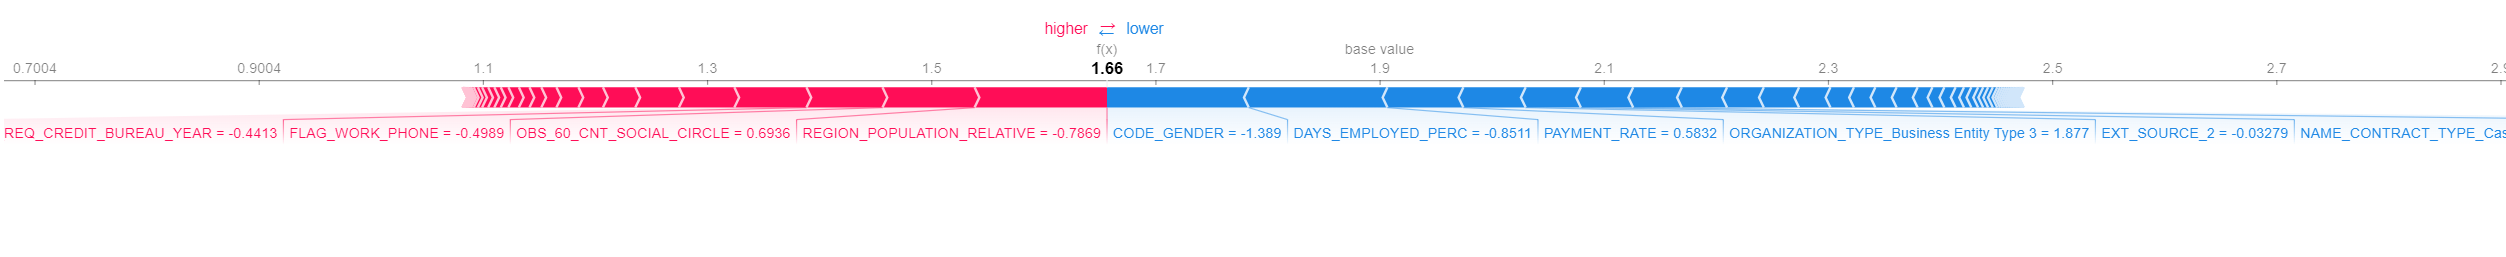 higher lower
f(x) base value
0.7004 0.9004 1.1 1.3 1.5 1.66 1.7 1.9 2.1 2.3 2.5 2.7 2.9
REQ_CREDIT_BUREAU_YEAR = -0.4413 FLAG_WORK_PHONE = -0.4989 OBS_60_CNT_SOCIAL_CIRCLE = 0.6936 REGION_POPULATION_RELATIVE = -0.7869 CODE_GENDER = -1.389 DAYS_EMPLOYED_PERC = -0.8511 PAYMENT_RATE = 0.5832 ORGANIZATION_TYPE_Business Entity Type 3 = 1.877 EXT_SOURCE_2 = -0.03279 NAME_CONTRACT_TYPE_Cas